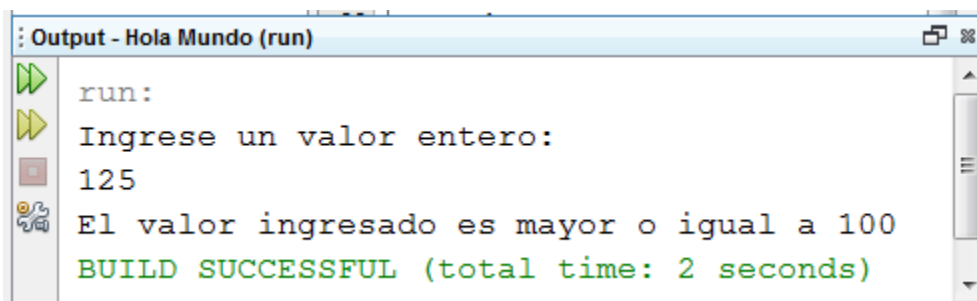 Output - Hola Mundo (run)
run:
Ingrese un valor entero:
125
El valor ingresado es mayor o igual a 100
BUILD SUCCESSFUL (total time: 2 seconds)